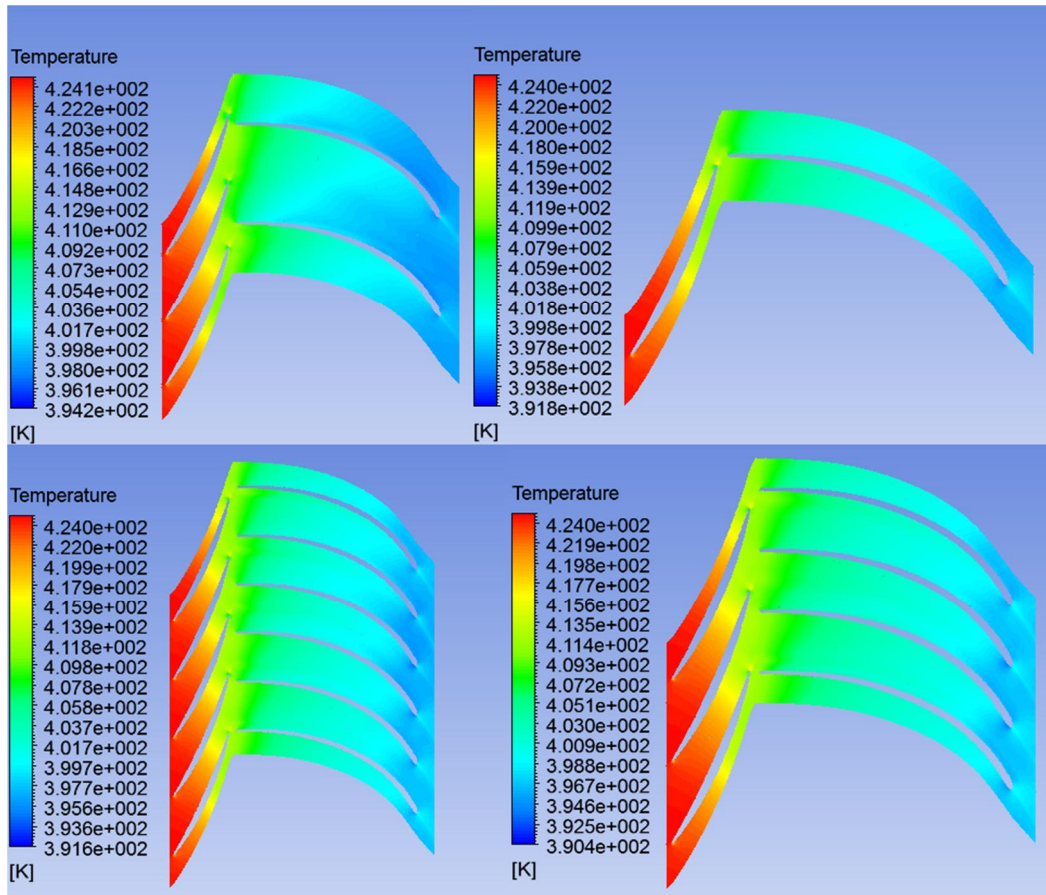 Temperature
4.241e+002
4.222e+002
4.203e+002
4.185e+002
4.166e+002
4.148e+002
4.129e+002
4.110e+002
4.092e+002
4.073e+002
4.054e+002
4.036e+002
4.017e+002
3.998e+002
3.980e+002
3.961e+002
3.942e+002
[K]
Temperature
4.240e+002
4.220e+002
4.200e+002
4.180e+002
4.159e+002
4.139e+002
4.119e+002
4.099e+002
4.079e+002
4.059e+002
4.038e+002
4.018e+002
3.998e+002
3.978e+002
3.958e+002
3.938e+002
3.918e+002
[K]
Temperature
4.240e+002
4.220e+002
4.199e+002
4.179e+002
4.159e+002
4.139e+002
4.118e+002
4.098e+002
4.078e+002
4.058e+002
4.037e+002
4.017e+002
3.997e+002
3.977e+002
3.956e+002
3.936e+002
3.916e+002
[K]
Temperature
4.240e+002
4.219e+002
4.198e+002
4.177e+002
4.156e+002
4.135e+002
4.114e+002
4.093e+002
4.072e+002
4.051e+002
4.030e+002
4.009e+002
3.988e+002
3.967e+002
3.946e+002
3.925e+002
3.904e+002
[K]